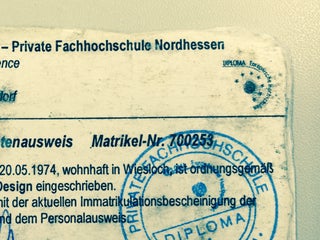 – Private Fachhochschule Nordhessen
ence
DIPLOMA
dorf
tenausweis Matrikel-Nr. 700253
20.05.1974, wohnhaft in Wiesloch, ist ordnungsgemäß
Design eingeschrieben.
mit der aktuellen Immatrikulationsbescheinigung der
und dem Personalausweis.
PRIVATE FACHHOCHSCHULE
DIPLOMA